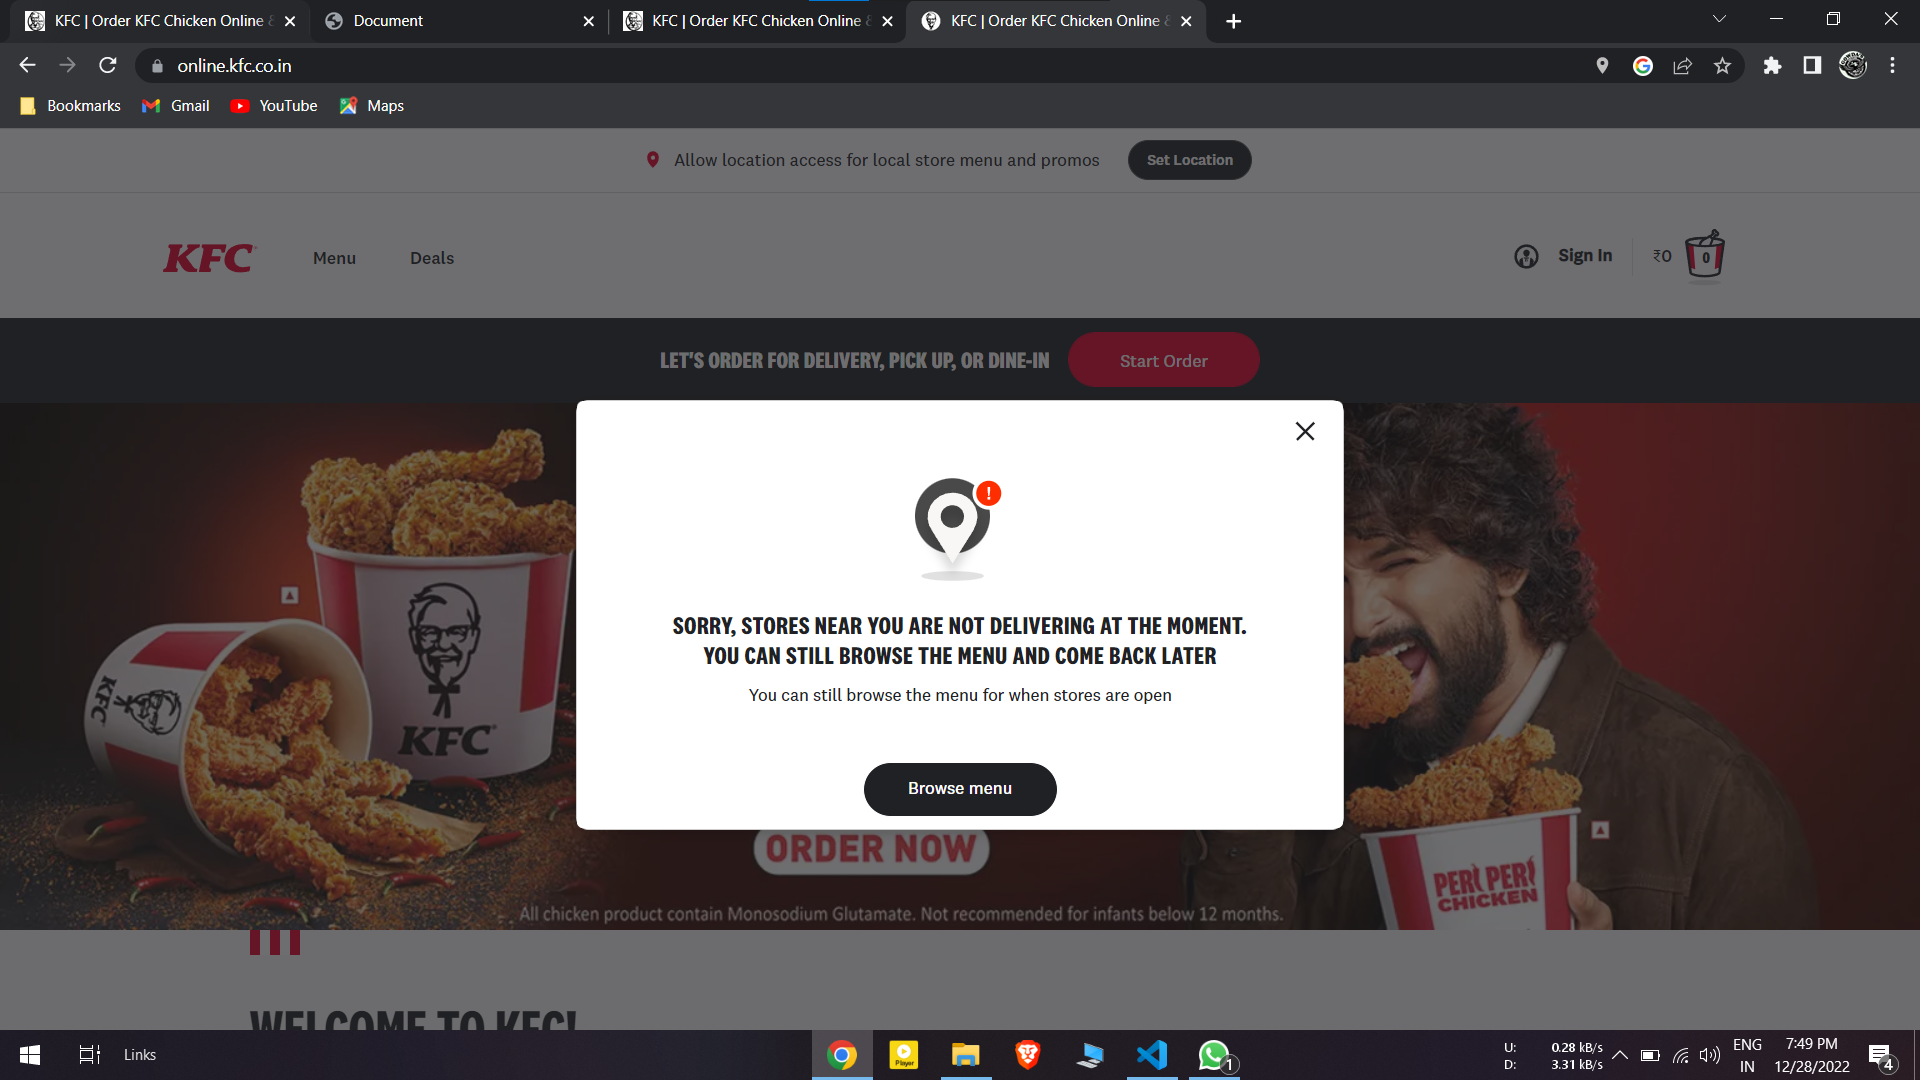 KFC | Order KFC Chicken Online &
Document
KFC | Order KFC Chicken Online &
KFC | Order KFC Chicken Online &
online.kfc.co.in
Bookmarks
Gmail
YouTube
Maps
Allow location access for local store menu and promos
Set Location
KFC
Menu
Deals
Sign In
₹0
0
LET'S ORDER FOR DELIVERY, PICK UP, OR DINE-IN
Start Order
!
SORRY, STORES NEAR YOU ARE NOT DELIVERING AT THE MOMENT.
YOU CAN STILL BROWSE THE MENU AND COME BACK LATER
You can still browse the menu for when stores are open
Browse menu
KFC
KFC
ORDER NOW
PERI PERI
CHICKEN
All chicken product contain Monosodium Glutamate. Not recommended for infants below 12 months.
WELCOME TO KFC!
Links
Player
1
U: 0.28 kB/s
D: 3.31 kB/s
ENG
IN
7:49 PM
12/28/2022
4